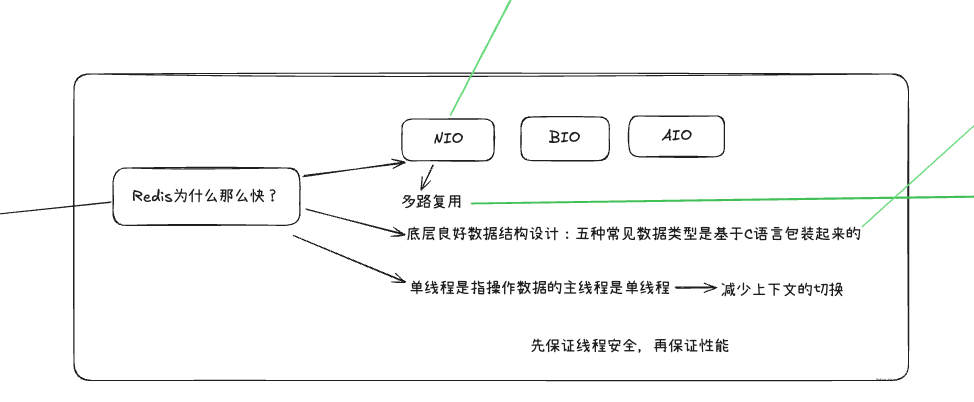 NIO
BIO
AIO
Redis为什么那么快？
多路复用
底层良好数据结构设计：五种常见数据类型是基于C语言包装起来的
单线程是指操作数据的主线程是单线程
减少上下文的切换
先保证线程安全，再保证性能